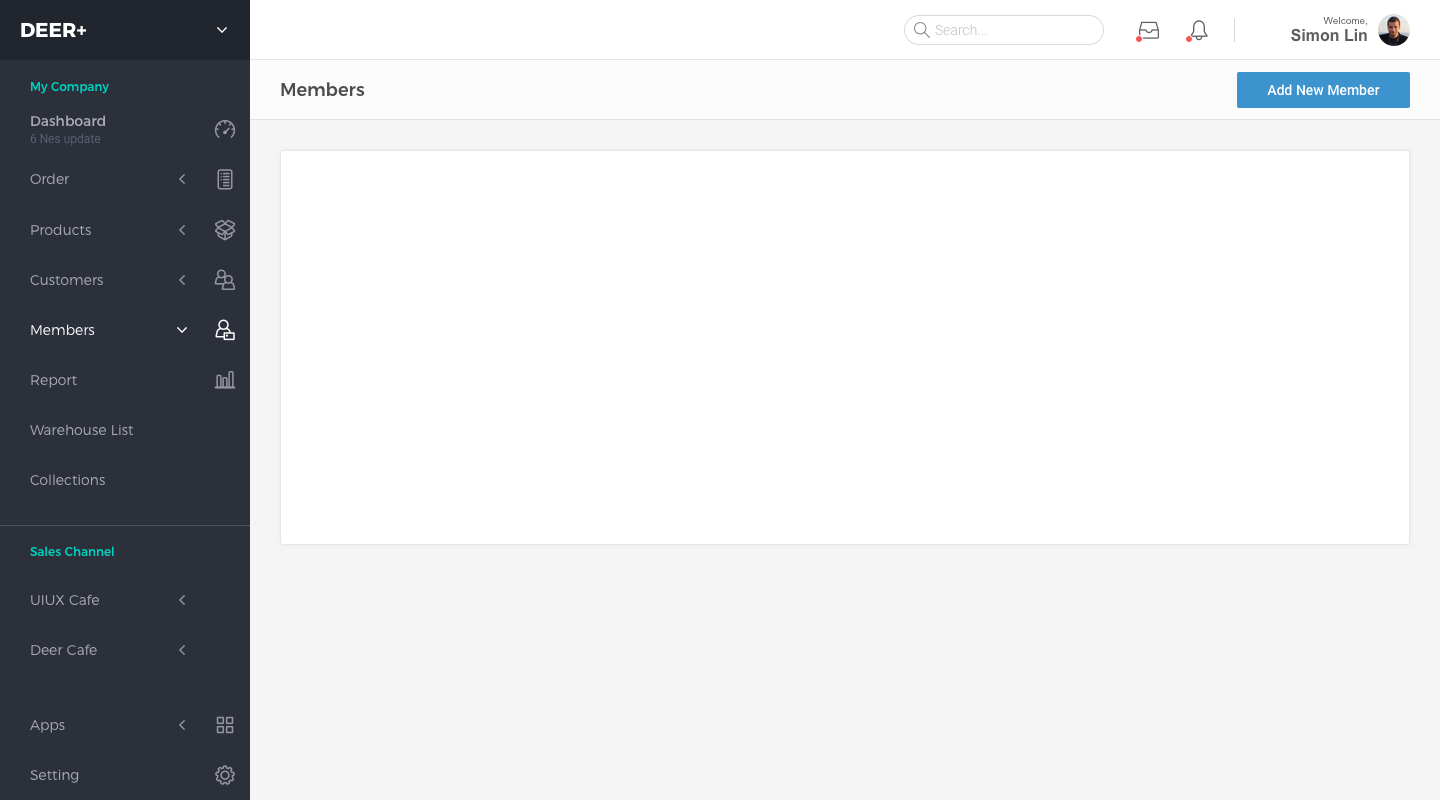 DEER+
Search...
Welcome,
Simon Lin
Members
Add New Member
My Company
Dashboard
6 Nes update
Order
Products
Customers
Members
Report
Warehouse List
Collections
Sales Channel
UIUX Cafe
Deer Cafe
Apps
Setting